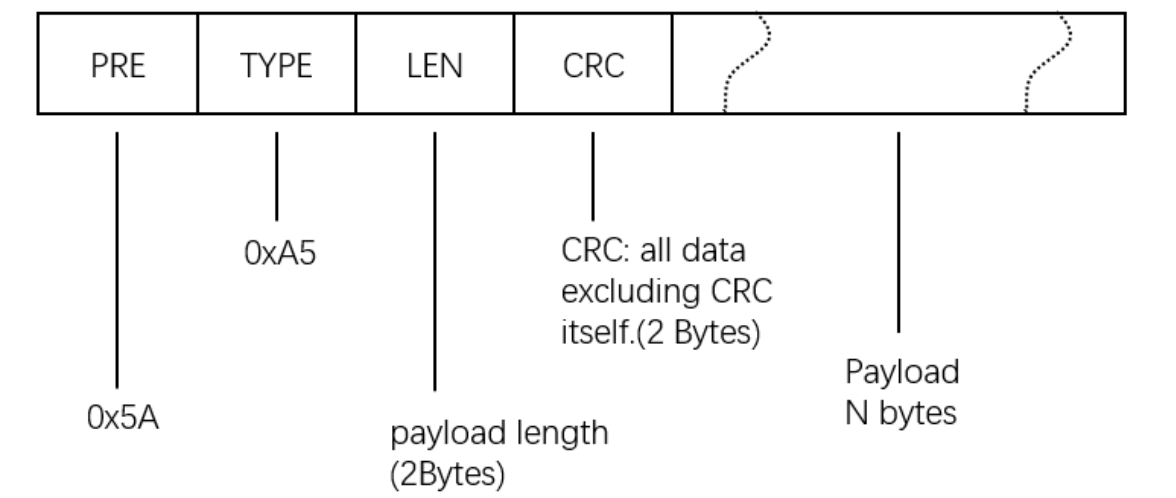 PRE
TYPE
LEN
CRC
0xA5
CRC: all data
excluding CRC
itself.(2 Bytes)
Payload
N bytes
0x5A
payload length
(2Bytes)